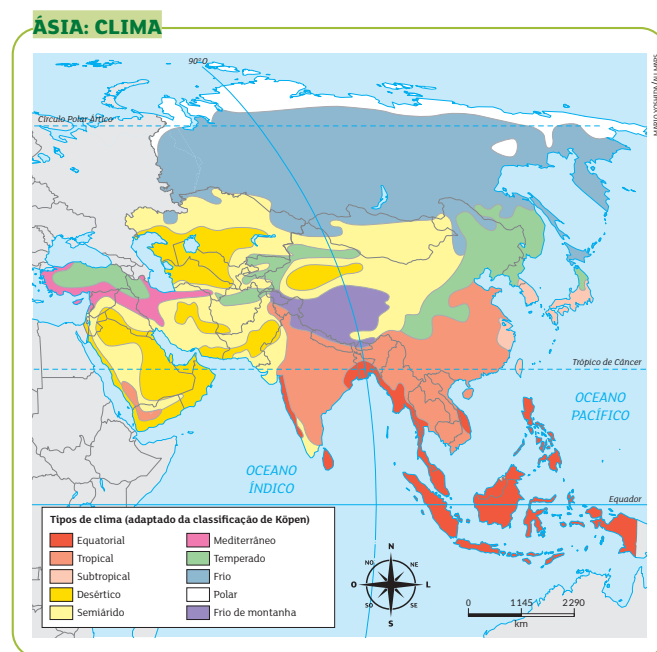 ÁSIA: CLIMA
90° O
Círculo Polar Ártico
Trópico de Câncer
OCEANO
PACÍFICO
OCEANO
ÍNDICO
Equador
Tipos de clima (adaptado da classificação de Köpen)
Equatorial
Tropical
Subtropical
Desèrtico
Semiárido
Mediterrâneo
Temperado
Frio
Polar
Frio de montanha
N
NO
NE
O
L
SO
SE
S
0 1145 2290
km